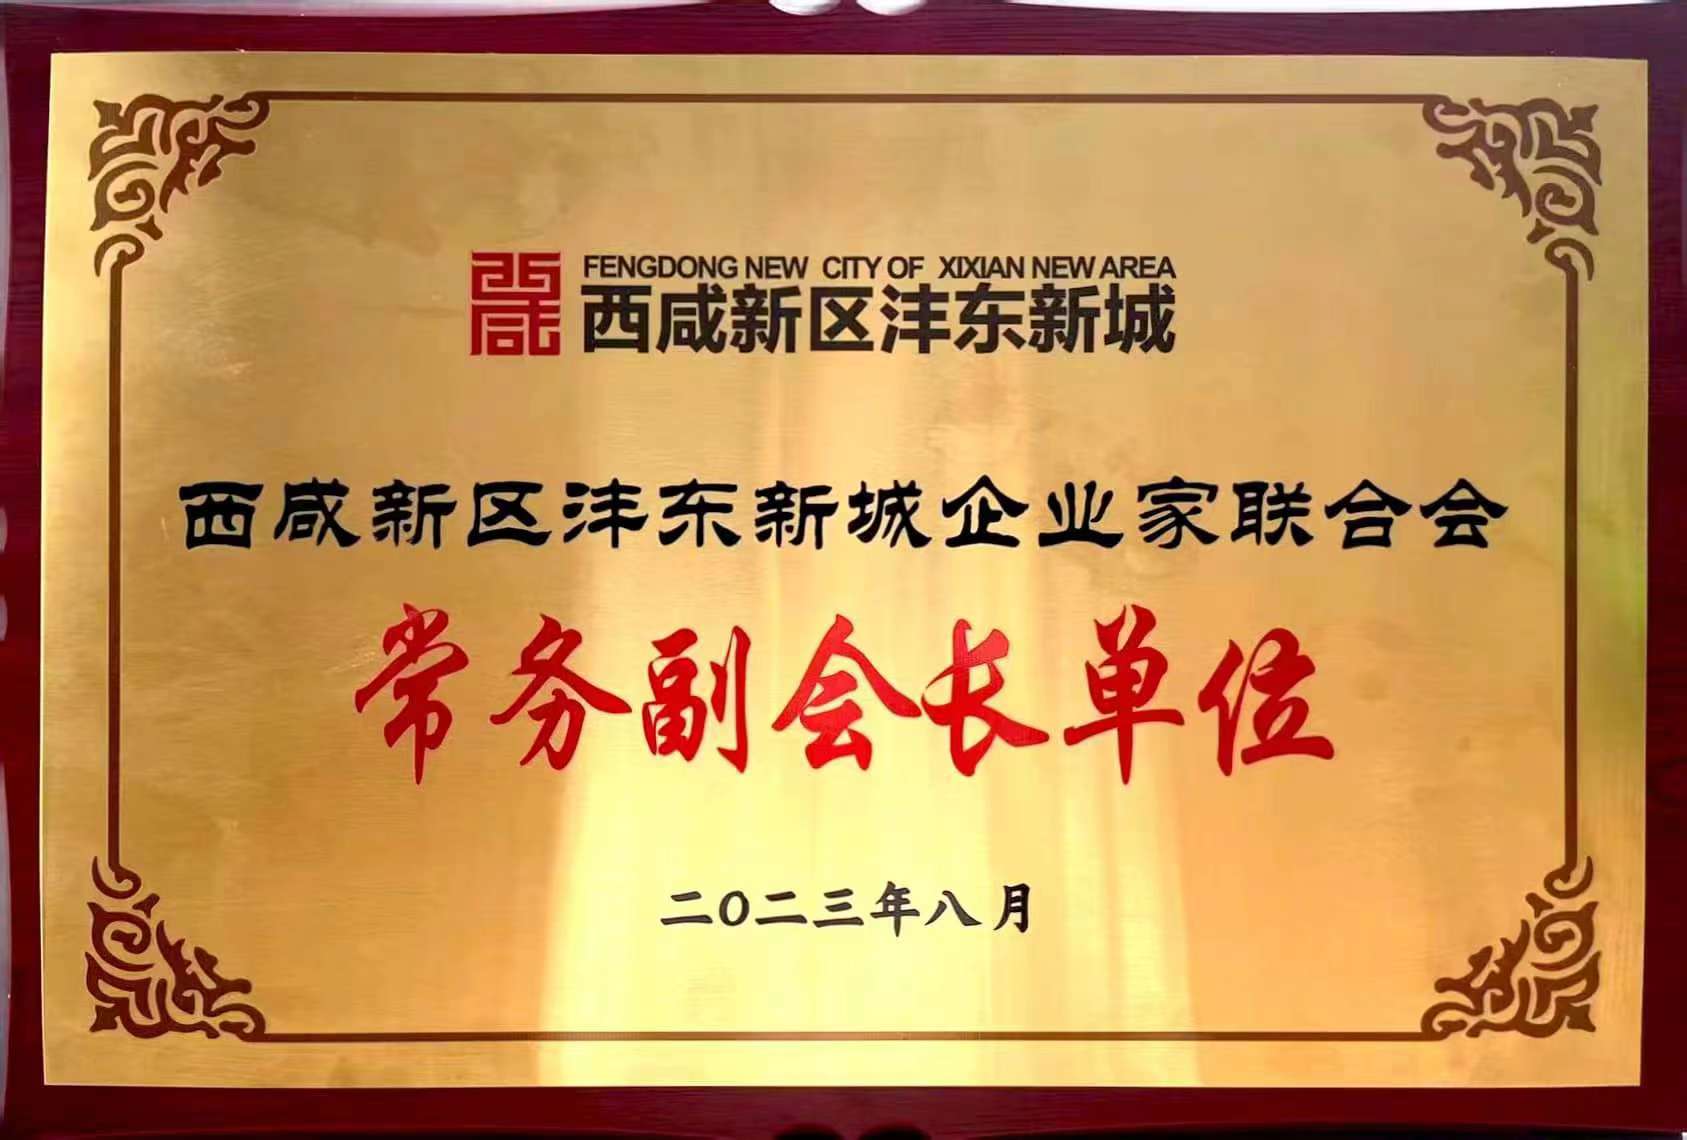 西咸
FENGDONG NEW CITY OF XIXIAN NEW AREA
西咸新区沣东新城
西咸新区沣东新城企业家联合会
常务副会长单位
二〇二三年八月